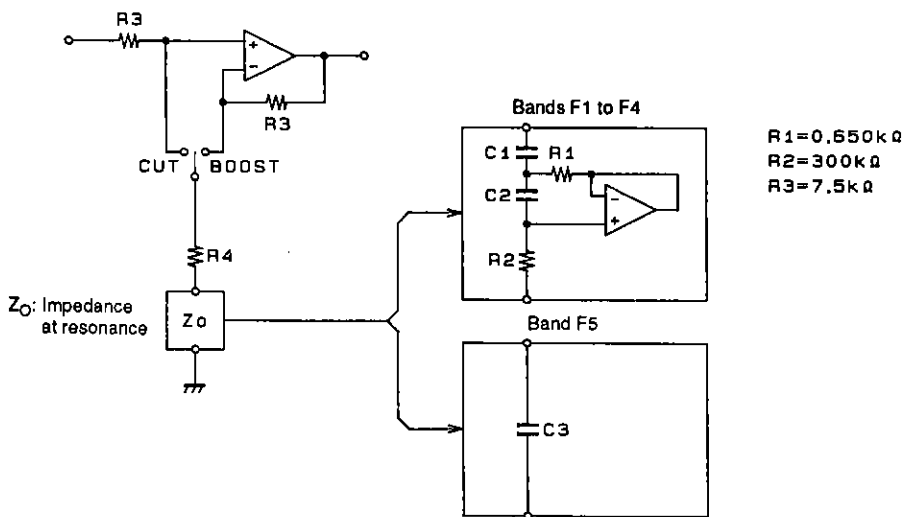 R3
+
−
R3
CUT
BOOST
R4
ZO: Impedance
at resonance
Zo
Bands F1 to F4
C1
R1
C2
−
+
R2
Band F5
C3
R1=0.650kΩ
R2=300kΩ
R3=7.5kΩ